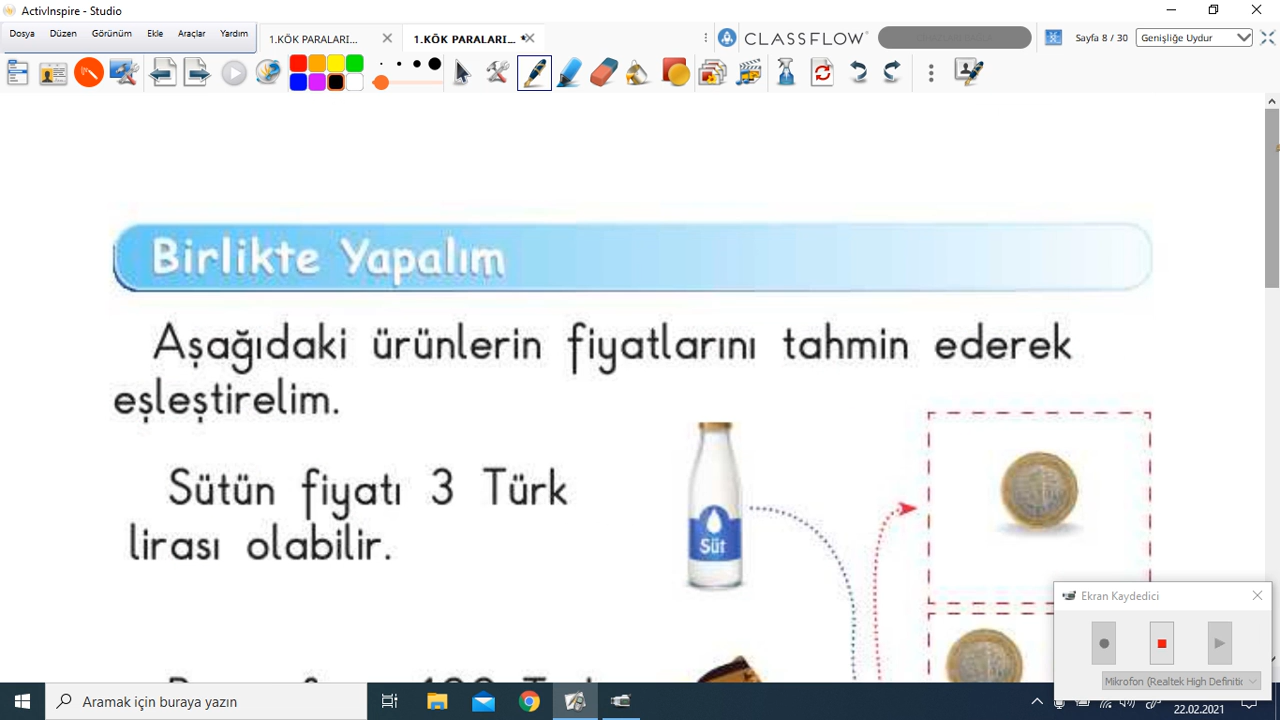 ActivInspire - Studio
Dosya Düzen Görünüm Ekle Araçlar Yardım
1.KÖK PARALARI...
1.KÖK PARALARI... *
CLASSFLOW
Sayfa 8 / 30
Genişliğe Uydur
Birlikte Yapalım
Aşağıdaki ürünlerin fiyatlarını tahmin ederek
eşleştirelim.
Sütün fiyatı 3 Türk
lirası olabilir.
Süt
Ekran Kaydedici
Mikrofon (Realtek High Definitic
Aramak için buraya yazın
22.02.2021